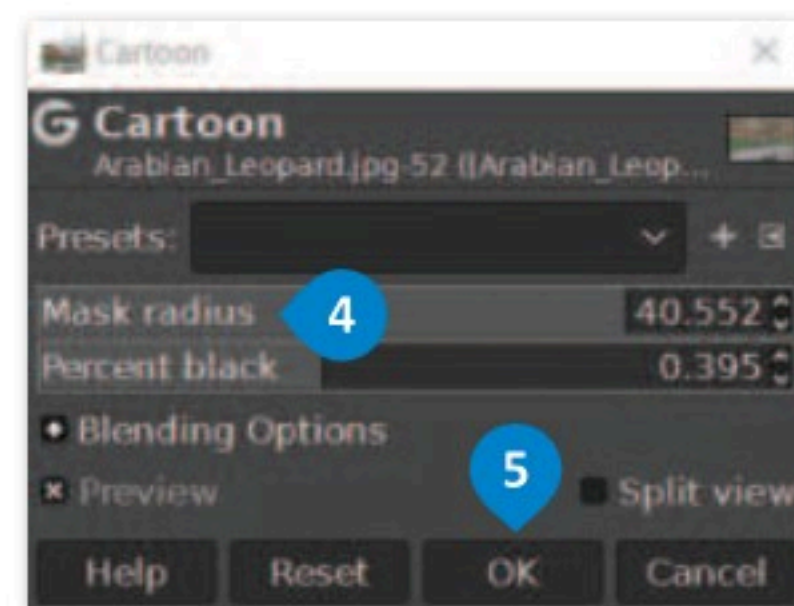 Cartoon
G Cartoon
Arabian_Leopard.jpg-52 ([Arabian_Leop...
Presets:
Mask radius 4 40.552
Percent black 0.395
Blending Options
5
Preview Split view
Help Reset OK Cancel